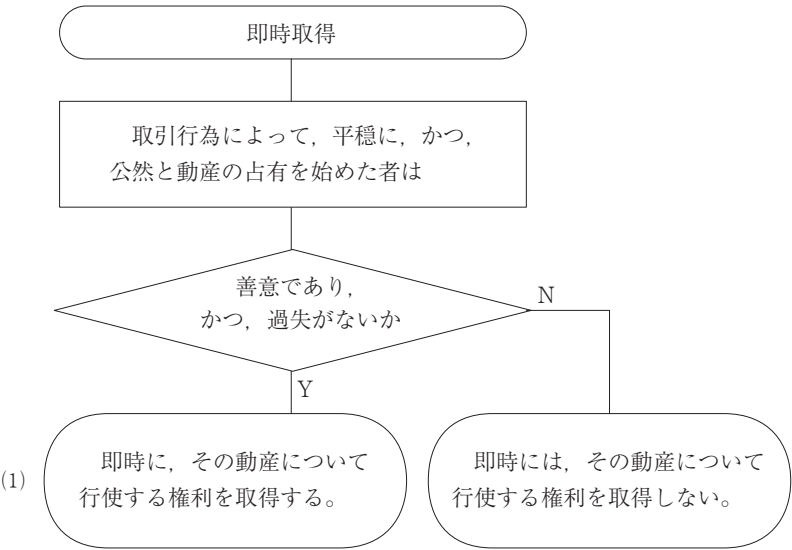 即時取得
取引行為によって，平穏に，かつ，
公然と動産の占有を始めた者は
善意であり，
かつ，過失がないか
N
Y
(1)
即時に，その動産について
行使する権利を取得する。
即時には，その動産について
行使する権利を取得しない。